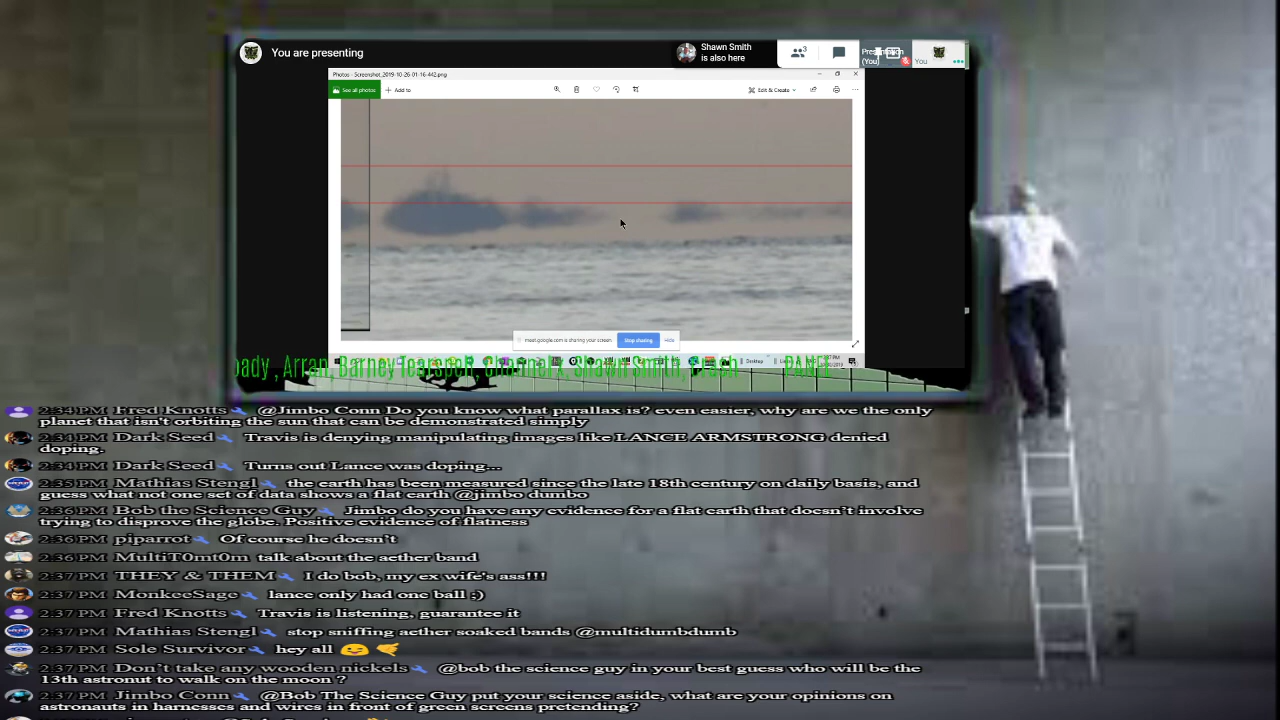 You are presenting
Shawn Smith
is also here
3
Presentation
(You)
You
Photos - Screenshot_2019-10-26 01-16-442.png
See all photos
Add to
Edit & Create
meet.google.com is sharing your screen
Stop sharing
Hide
Desktop
Arran, Barney Tearspell, Shawn Smith, Crash
2:34 PM Fred Knotts @Jimbo Conn Do you know what parallax is? even easier, why are we the only
planet that isn't orbiting the sun that can be demonstrated simply
2:34 PM Dark Seed Travis is denying manipulating images like LANCE ARMSTRONG denied
doping.
2:34 PM Dark Seed Turns out Lance was doping...
2:35 PM Mathias Stengl the earth has been measured since the late 18th century on daily basis, and
guess what not one set of data shows a flat earth @jimbo dumbo
2:36 PM Bob the Science Guy Jimbo do you have any evidence for a flat earth that doesn't involve
trying to disprove the globe. Positive evidence of flatness
2:36 PM piparrot Of course he doesn't
2:36 PM MultiT0mt0m talk about the aether band
2:37 PM THEY & THEM I do bob, my ex wife's ass!!!
2:37 PM MonkeeSage lance only had one ball ;)
2:37 PM Fred Knotts Travis is listening, guarantee it
2:37 PM Mathias Stengl stop sniffing aether soaked bands @multidumbdumb
2:37 PM Sole Survivor hey all
2:37 PM Don't take any wooden nickels @bob the science guy in your best guess who will be the
13th astronut to walk on the moon ?
2:37 PM Jimbo Conn @Bob The Science Guy put your science aside, what are your opinions on
astronauts in harnesses and wires in front of green screens pretending?